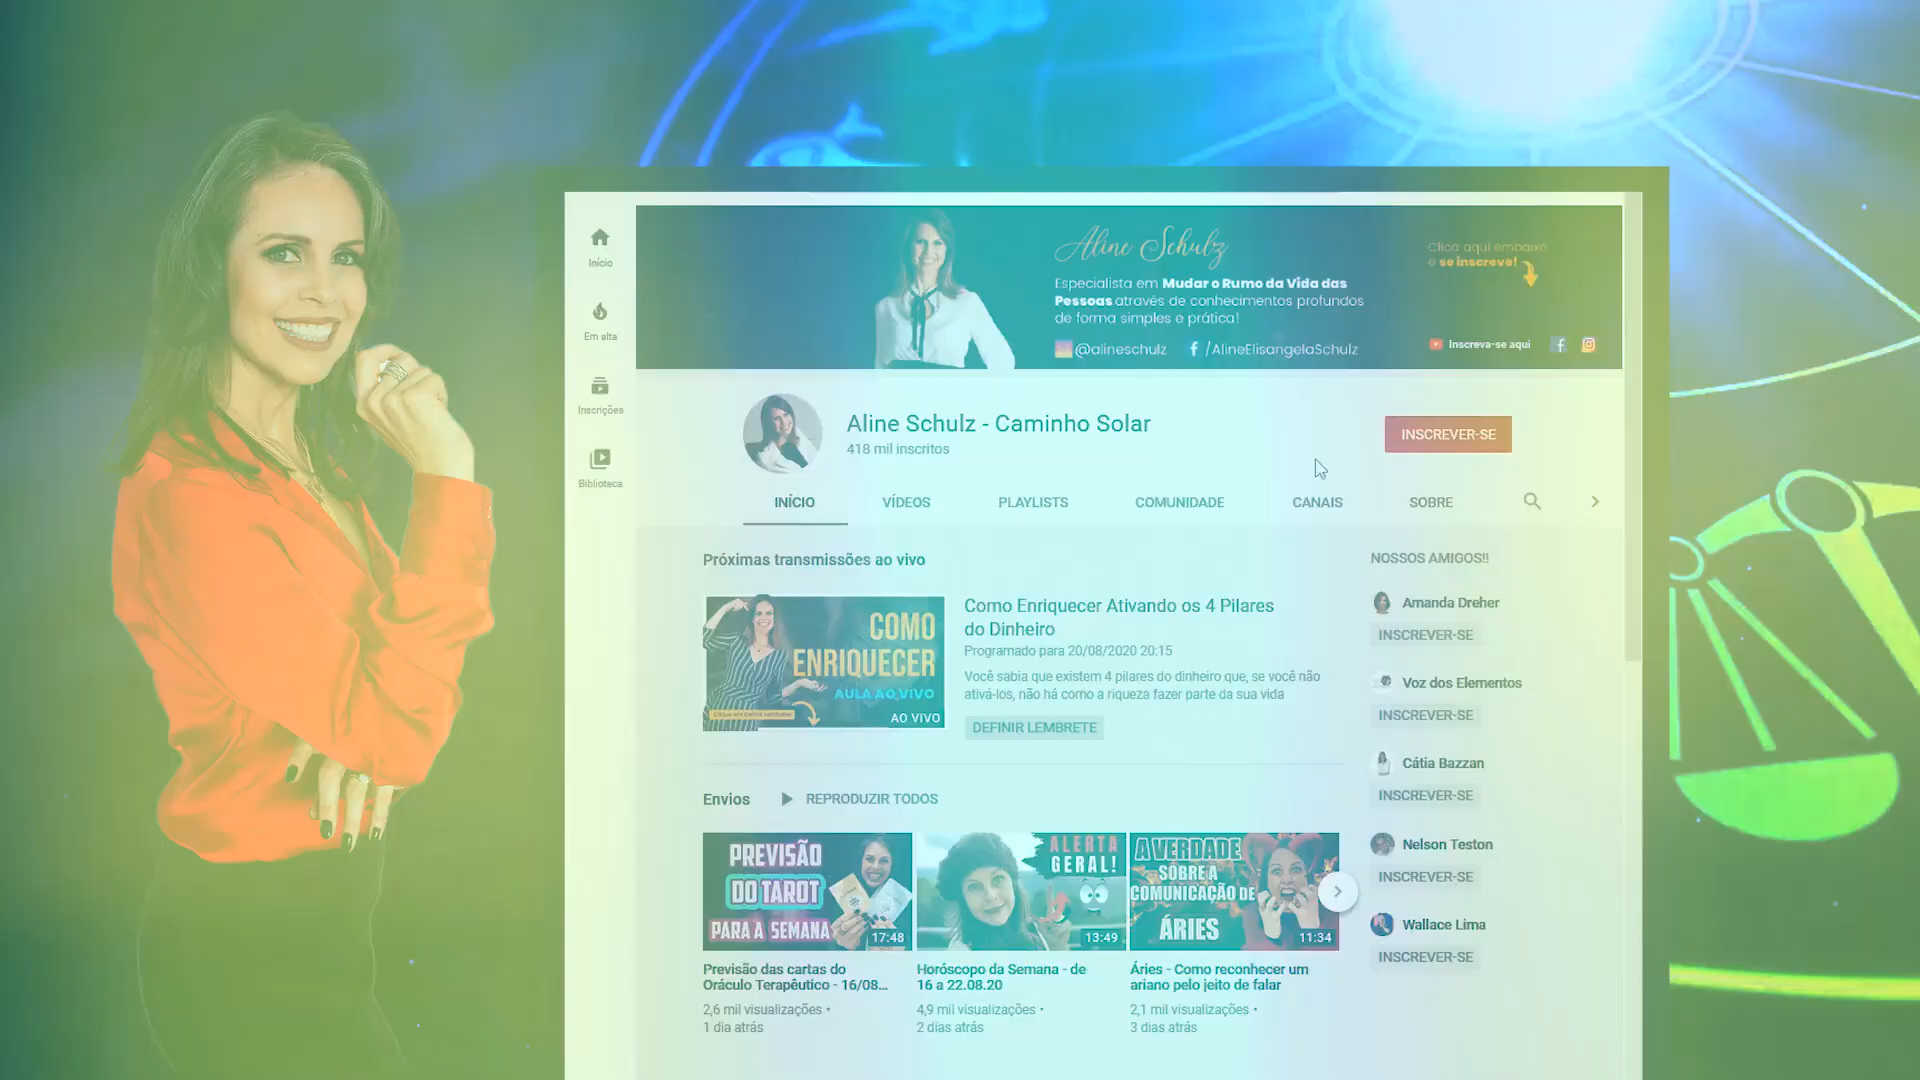 Início
Em alta
Inscrições
Biblioteca
Aline Schulz
Especialista em Mudar o Rumo da Vida das
Pessoas através de conhecimentos profundos
de forma simples e prática!
@alineschulz
/AlineElisangelaSchulz
Clica aqui embaixo
e se inscreve!
Inscreva-se aqui
Aline Schulz - Caminho Solar
418 mil inscritos
INSCREVER-SE
INÍCIO
VÍDEOS
PLAYLISTS
COMUNIDADE
CANAIS
SOBRE
Próximas transmissões ao vivo
COMO
ENRIQUECER
AULA AO VIVO
AO VIVO
Como Enriquecer Ativando os 4 Pilares
do Dinheiro
Programado para 20/08/2020 20:15
Você sabia que existem 4 pilares do dinheiro que, se você não
ativá-los, não há como a riqueza fazer parte da sua vida
DEFINIR LEMBRETE
Envios
REPRODUZIR TODOS
PREVISÃO
DO TAROT
PARA A SEMANA
17:48
Previsão das cartas do
Oráculo Terapêutico - 16/08...
2,6 mil visualizações •
1 dia atrás
ALERTA
GERAL!
13:49
Horóscopo da Semana - de
16 a 22.08.20
4,9 mil visualizações •
2 dias atrás
A VERDADE
SOBRE A
COMUNICAÇÃO DE
ÁRIES
11:34
Áries - Como reconhecer um
ariano pelo jeito de falar
2,1 mil visualizações •
3 dias atrás
NOSSOS AMIGOS!!
Amanda Dreher
INSCREVER-SE
Voz dos Elementos
INSCREVER-SE
Cátia Bazzan
INSCREVER-SE
Nelson Teston
INSCREVER-SE
Wallace Lima
INSCREVER-SE